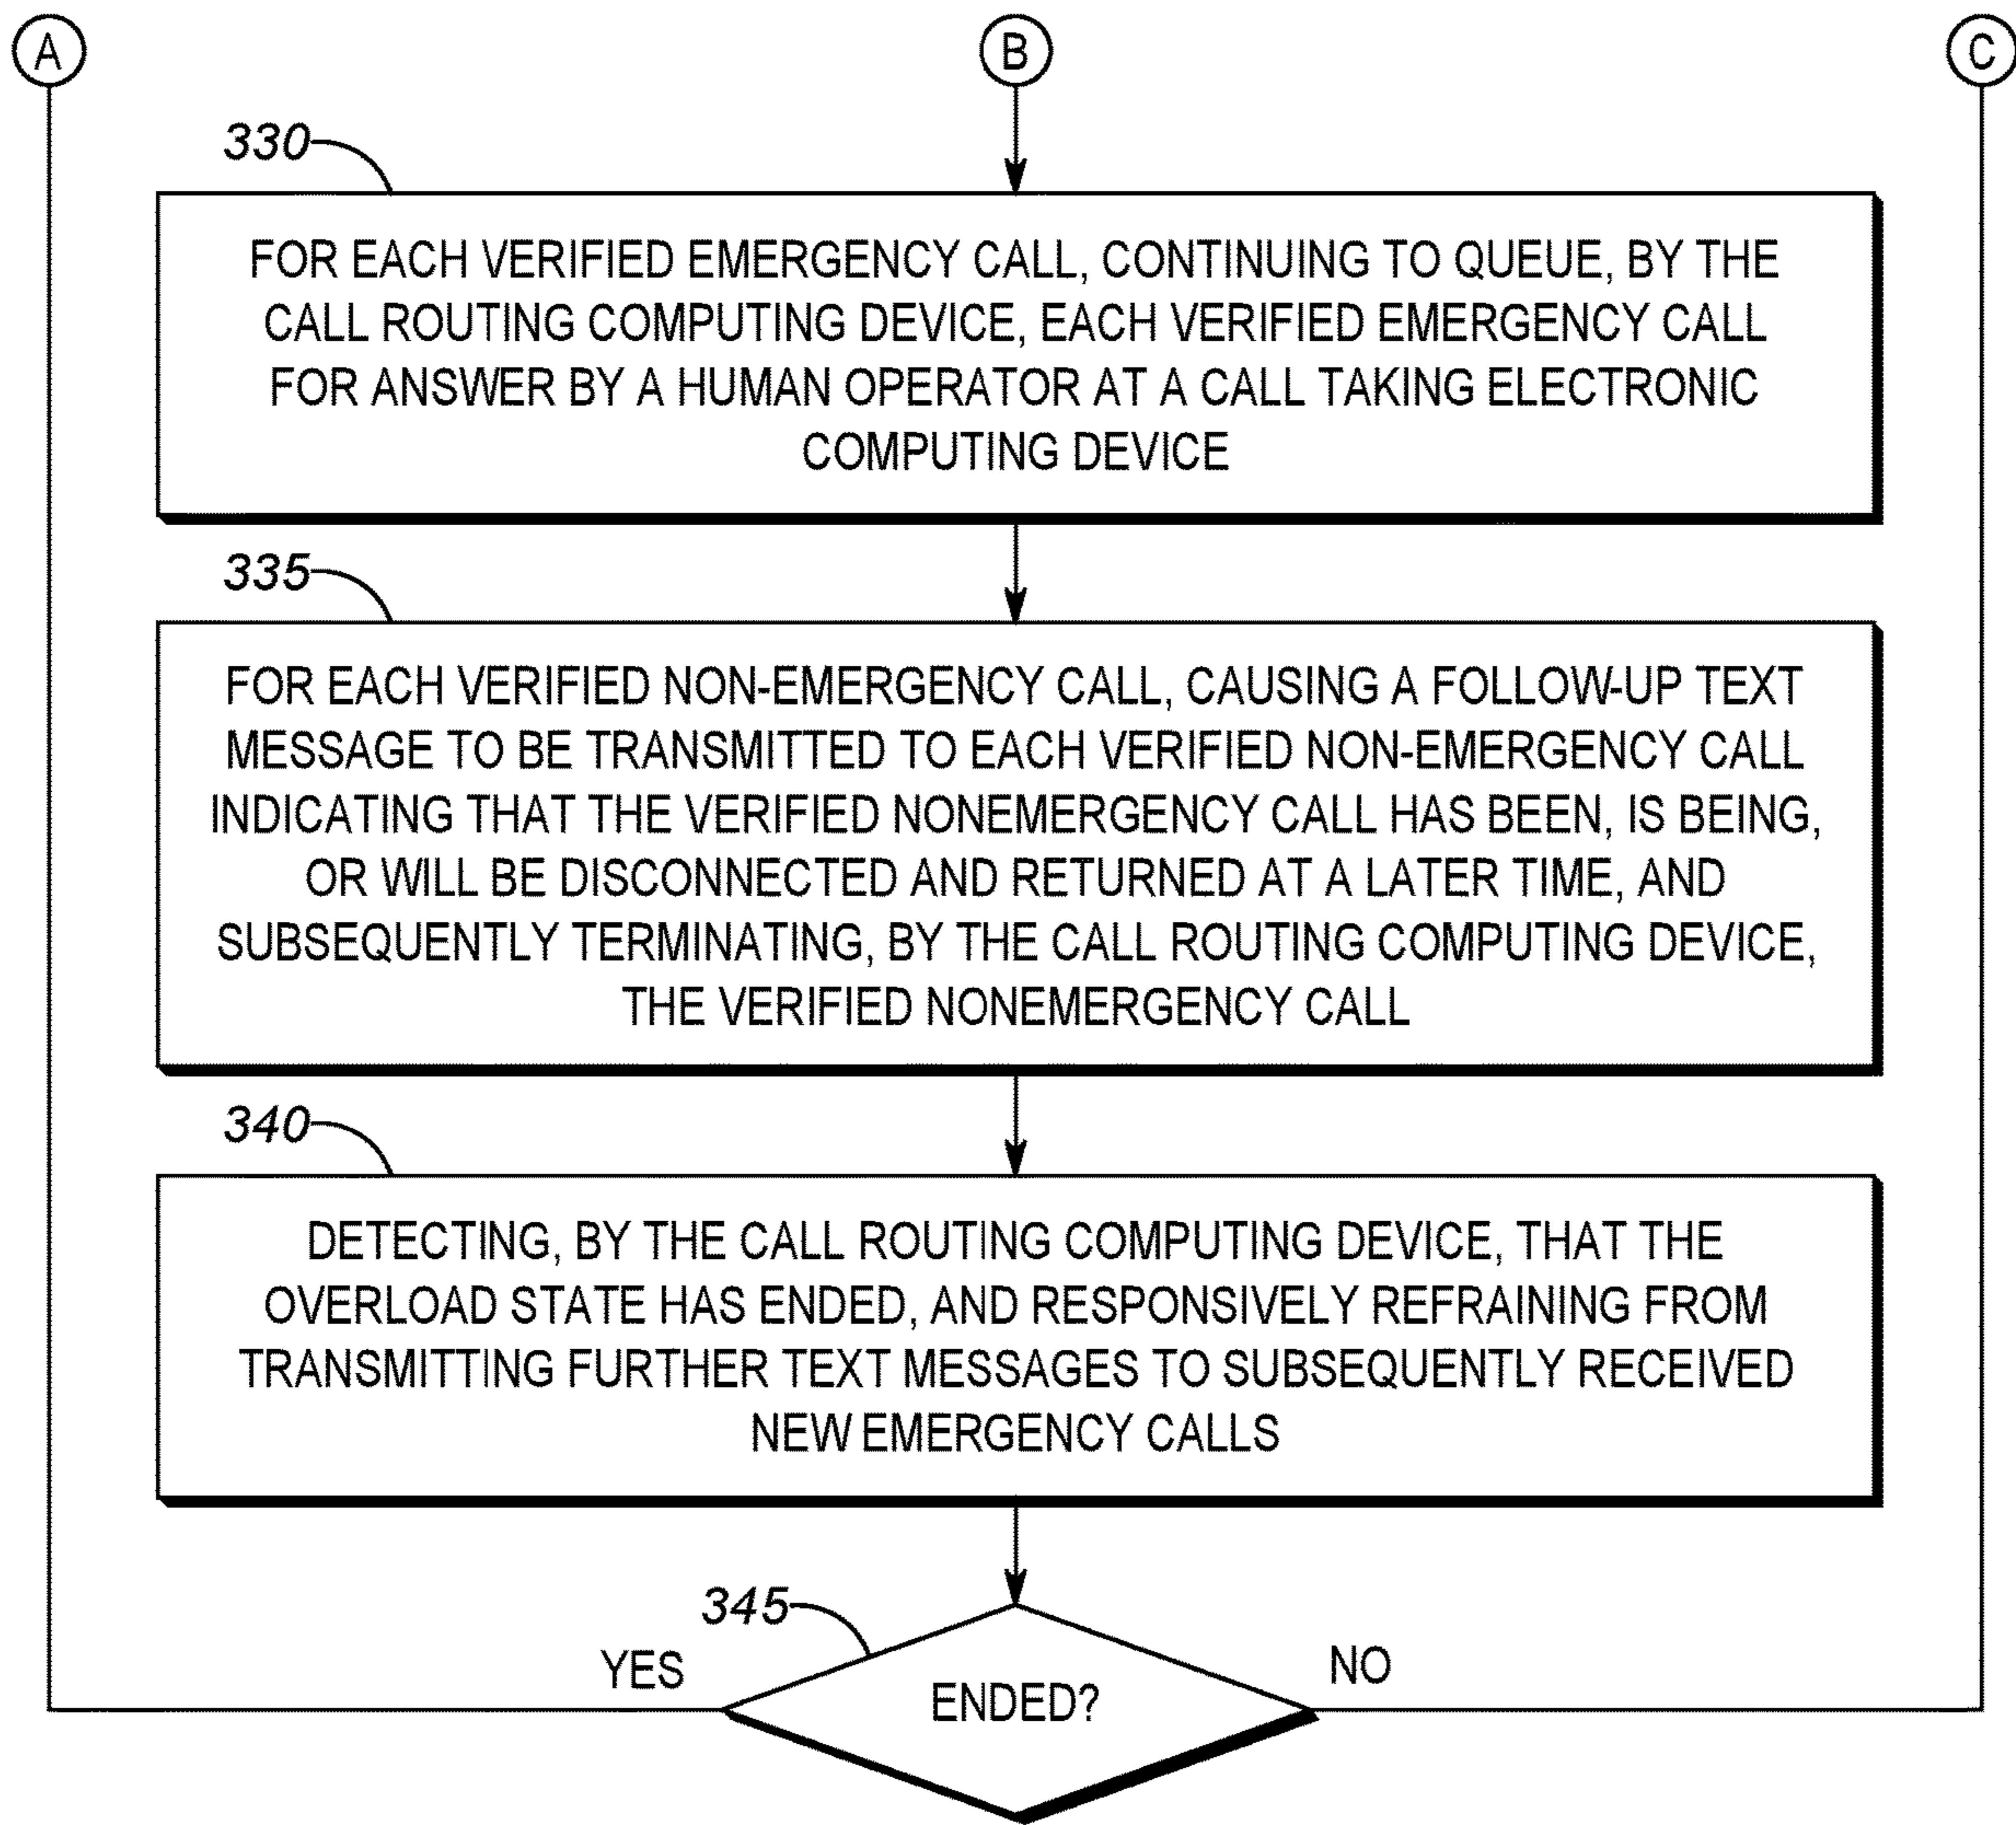 A
B
C
330
FOR EACH VERIFIED EMERGENCY CALL, CONTINUING TO QUEUE, BY THE
CALL ROUTING COMPUTING DEVICE, EACH VERIFIED EMERGENCY CALL
FOR ANSWER BY A HUMAN OPERATOR AT A CALL TAKING ELECTRONIC
COMPUTING DEVICE
335
FOR EACH VERIFIED NON-EMERGENCY CALL, CAUSING A FOLLOW-UP TEXT
MESSAGE TO BE TRANSMITTED TO EACH VERIFIED NON-EMERGENCY CALL
INDICATING THAT THE VERIFIED NONEMERGENCY CALL HAS BEEN, IS BEING,
OR WILL BE DISCONNECTED AND RETURNED AT A LATER TIME, AND
SUBSEQUENTLY TERMINATING, BY THE CALL ROUTING COMPUTING DEVICE,
THE VERIFIED NONEMERGENCY CALL
340
DETECTING, BY THE CALL ROUTING COMPUTING DEVICE, THAT THE
OVERLOAD STATE HAS ENDED, AND RESPONSIVELY REFRAINING FROM
TRANSMITTING FURTHER TEXT MESSAGES TO SUBSEQUENTLY RECEIVED
NEW EMERGENCY CALLS
345
YES
NO
ENDED?